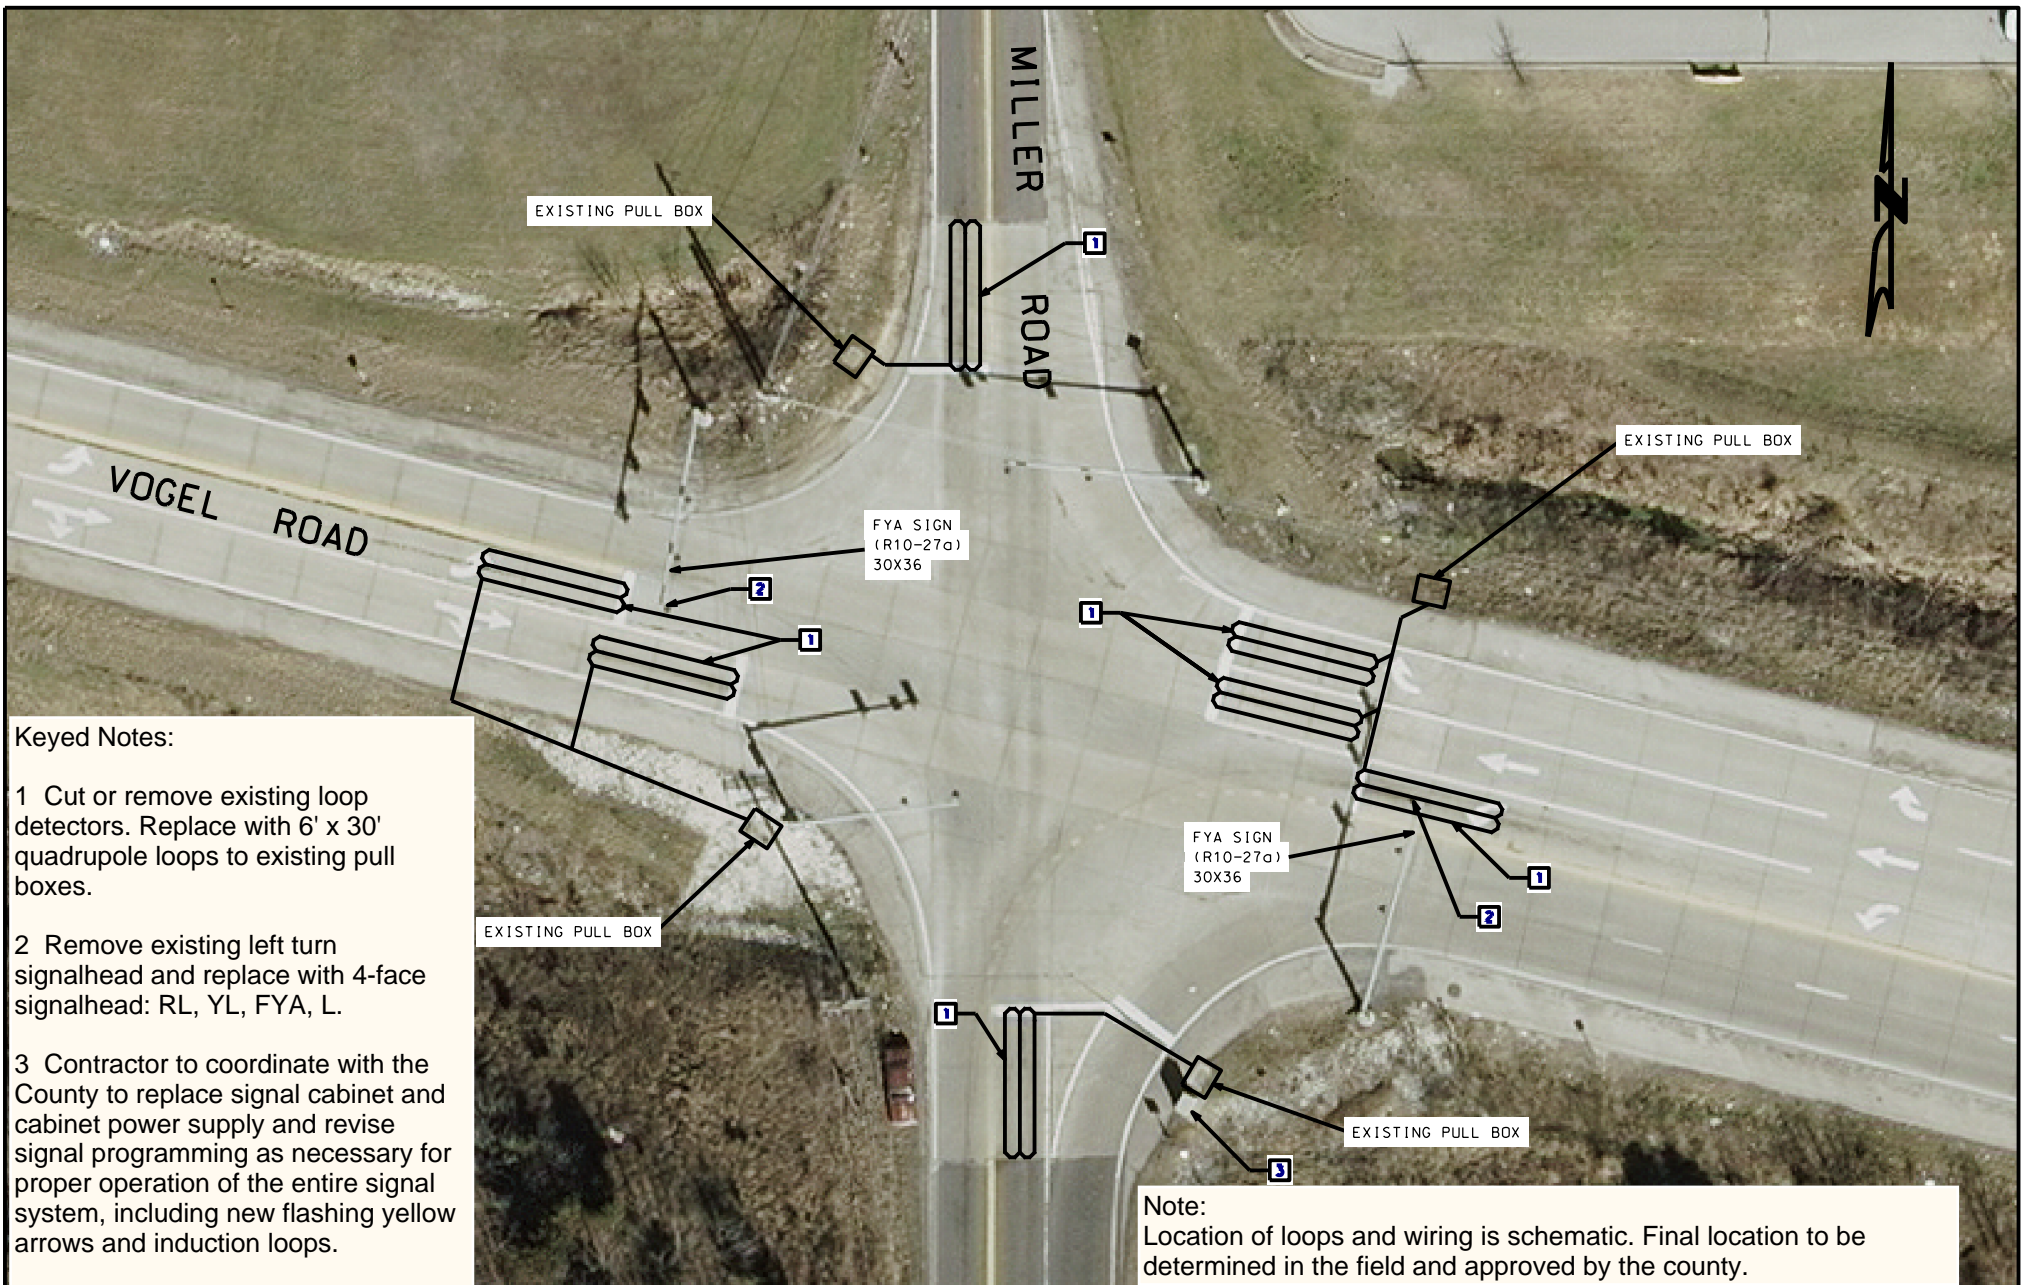 MILLER ROAD
EXISTING PULL BOX
1
N
EXISTING PULL BOX
VOGEL ROAD
FYA SIGN
(R10-27a)
30X36
2
1
1
FYA SIGN
(R10-27a)
30X36
1
2
EXISTING PULL BOX
1
EXISTING PULL BOX
3
Keyed Notes:
1 Cut or remove existing loop
detectors. Replace with 6' x 30'
quadrupole loops to existing pull
boxes.
2 Remove existing left turn
signalhead and replace with 4-face
signalhead: RL, YL, FYA, L.
3 Contractor to coordinate with the
County to replace signal cabinet and
cabinet power supply and revise
signal programming as necessary for
proper operation of the entire signal
system, including new flashing yellow
arrows and induction loops.
Note:
Location of loops and wiring is schematic. Final location to be
determined in the field and approved by the county.